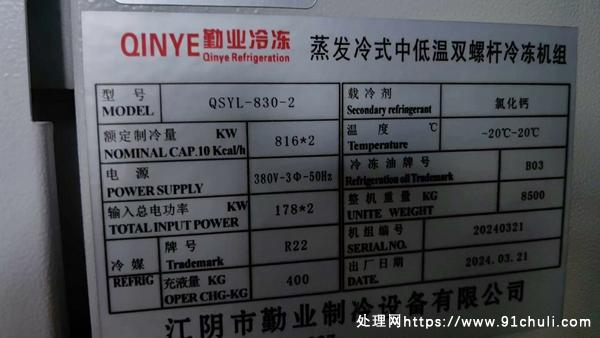 QINYE 勤业冷冻
Qinye Refrigeration
蒸发冷式中低温双螺杆冷冻机组
型 号
MODEL
QSYL-830-2
载 冷 剂
Secondary refrigerant
氯化钙
额定制冷量 KW
NOMINAL CAP.10 Kcal/h
816*2
温 度 ℃
Temperature
-20℃-20℃
电 源
POWER SUPPLY
380V-3Φ-50Hz
冷 冻 油 牌 号
Refrigeration oil Trademark
B03
输入总电功率 KW
TOTAL INPUT POWER
178*2
整 机 重 量 KG
UNITE WEIGHT
8500
冷 媒
REFRIG
牌 号
Trademark
R22
机 组 编 号
SERIAL NO.
20240321
充液量 KG
OPER CHG-KG
400
出 厂 日 期
DATE.
2024.03.21
江阴市勤业制冷设备有限公司
处理网https://www.91chuli.com/